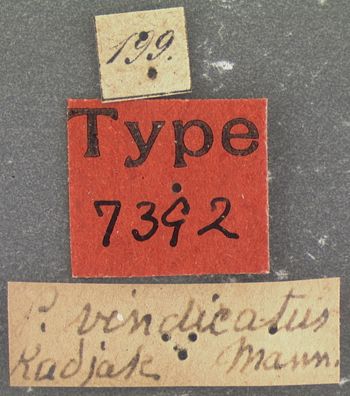 199.
Type
7392
P. vindicatus
Kadjak Mann.